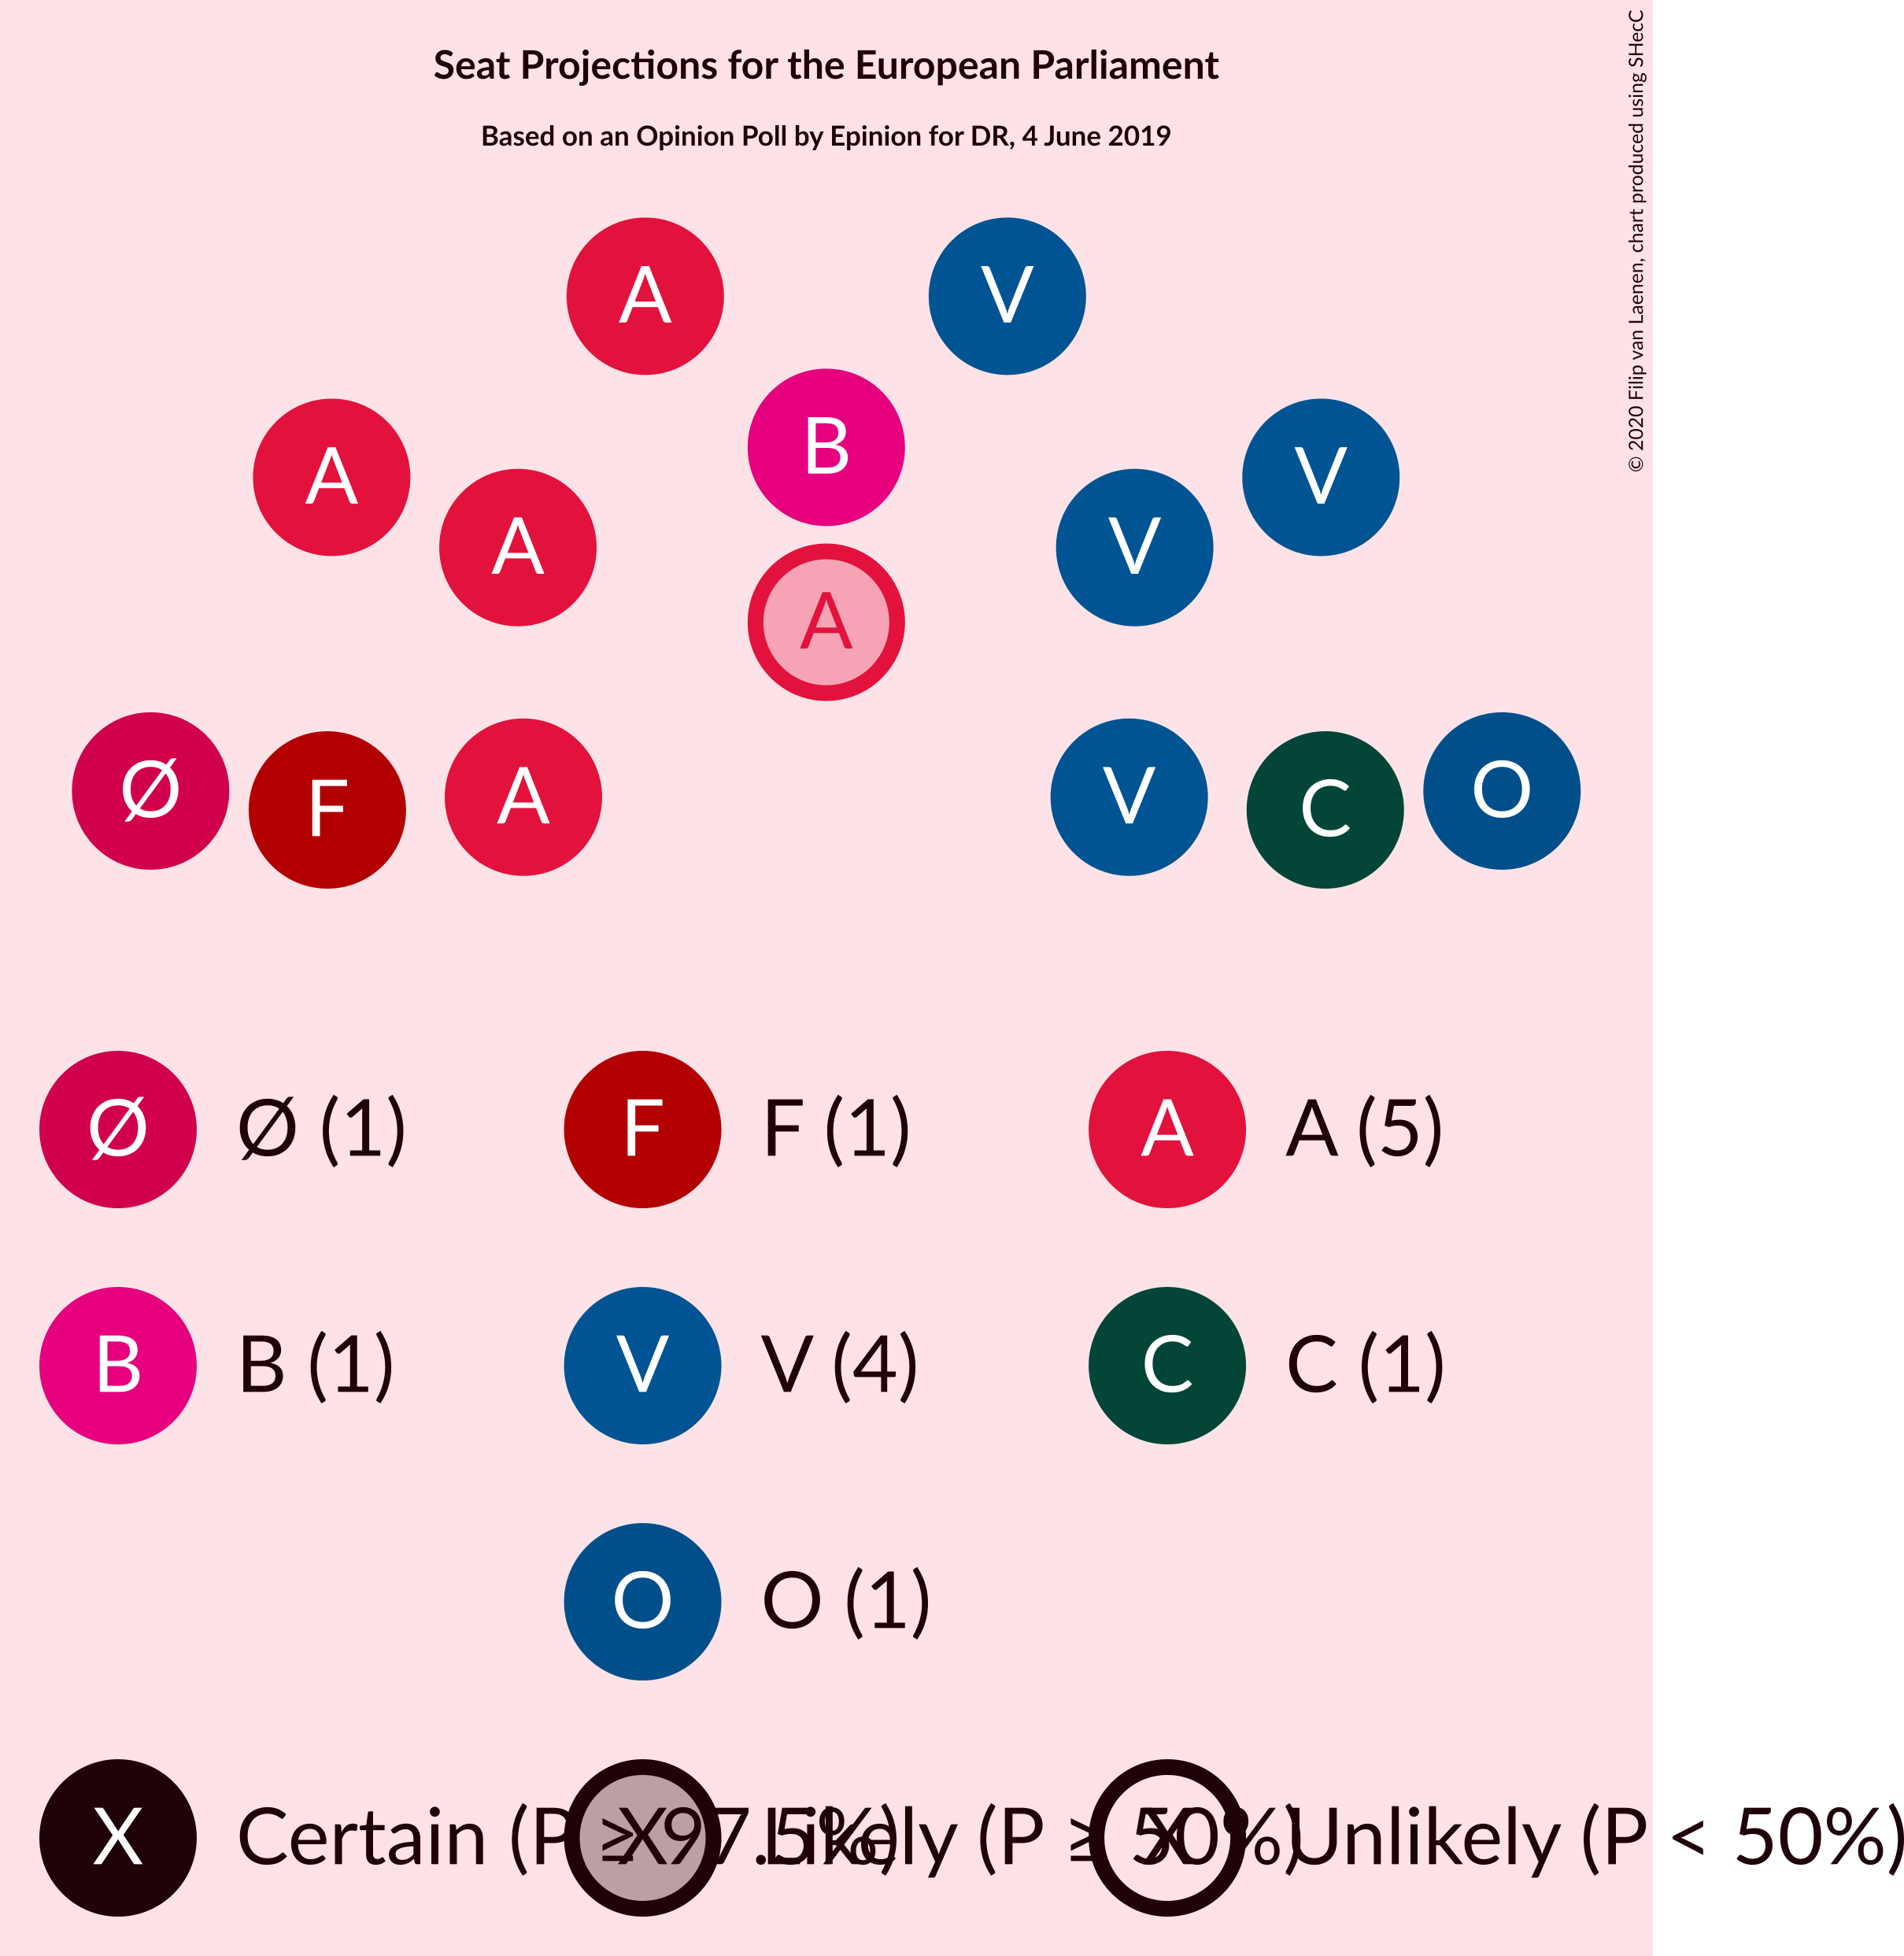 Seat Projections for the European Parliament
Based on an Opinion Poll by Epinion for DR, 4 June 2019
© 2020 Filip van Laenen, chart produced using SHecC
A V
B
A V
A V
A
Ø A V O
F C
Ø Ø (1) F F (1) A A (5)
B B (1) V V (4) C C (1)
O O (1)
X Certain (P ≥ 97.5%) X Likely (P ≥ 50%) X Unlikely (P < 50%)